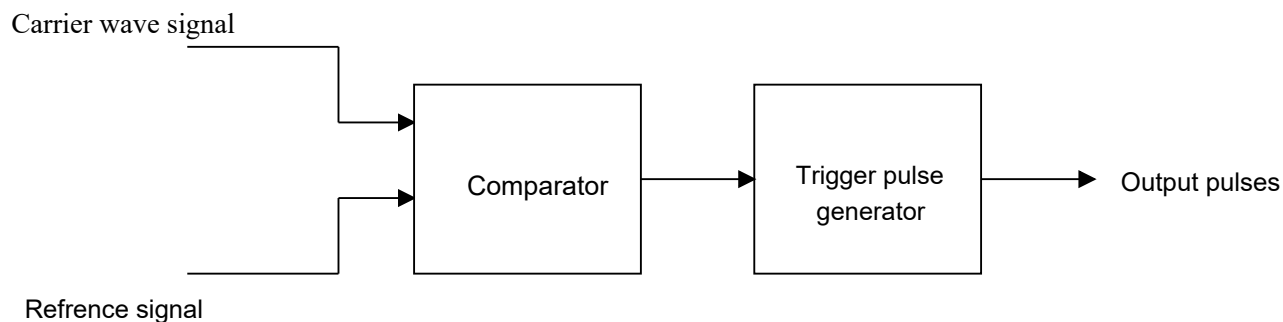 Carrier wave signal
Comparator
Trigger pulse
generator
Output pulses
Refrence signal